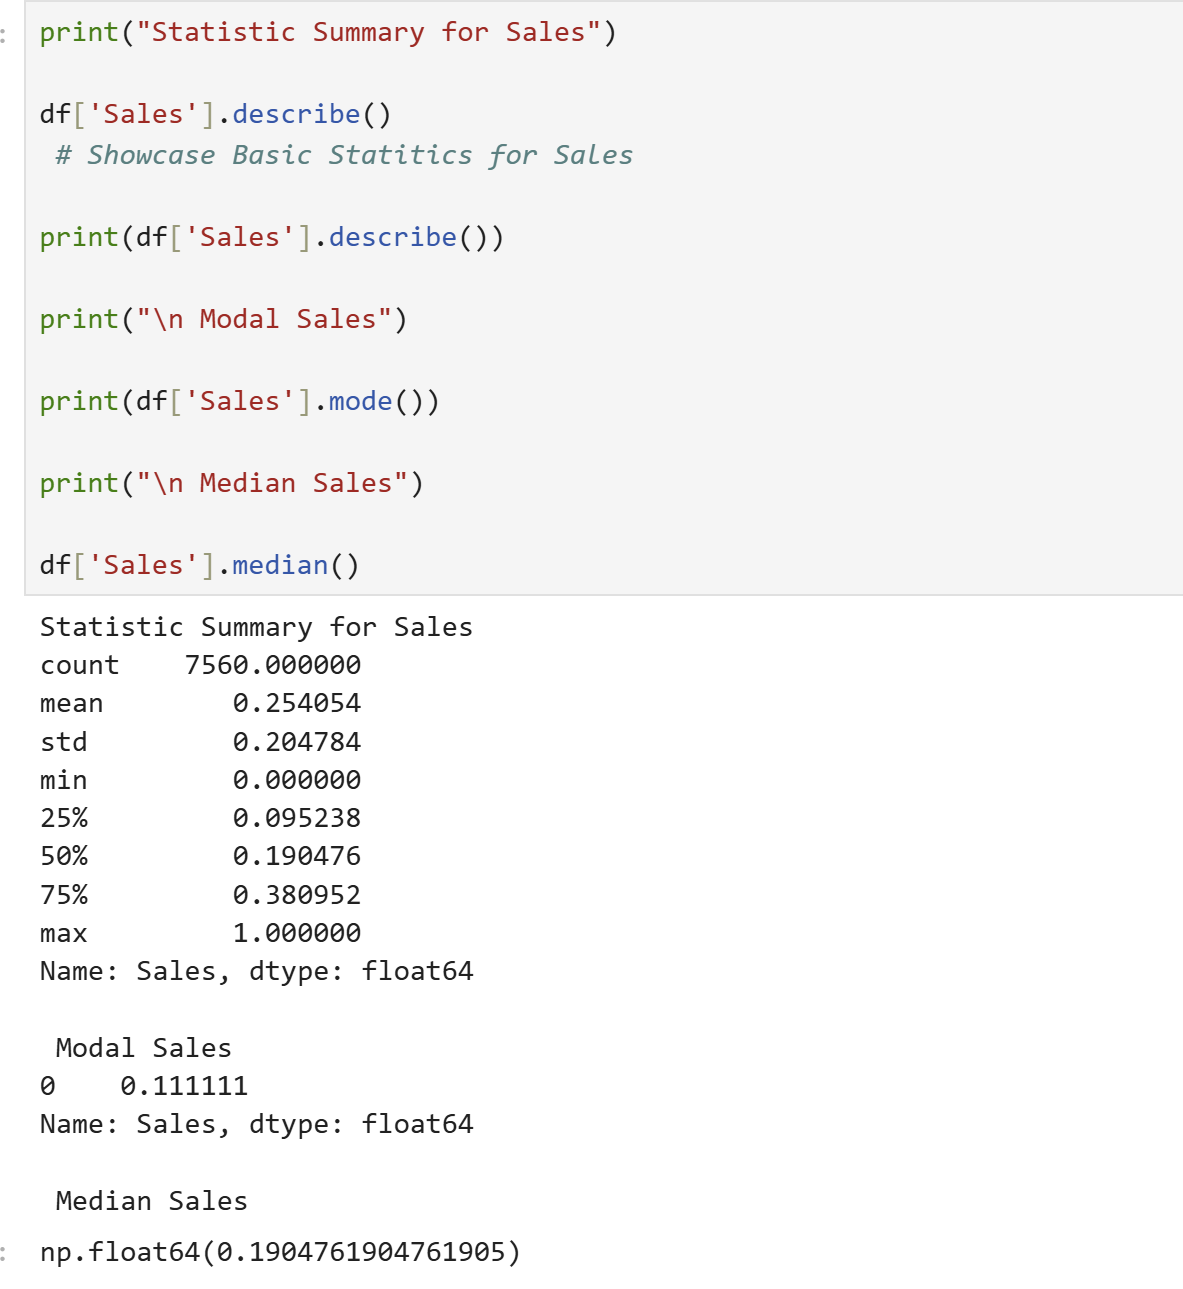 print("Statistic Summary for Sales")
df['Sales'].describe()
# Showcase Basic Statitics for Sales
print(df['Sales'].describe())
print("\n Modal Sales")
print(df['Sales'].mode())
print("\n Median Sales")
df['Sales'].median()
Statistic Summary for Sales
count    7560.000000
mean        0.254054
std         0.204784
min         0.000000
25%         0.095238
50%         0.190476
75%         0.380952
max         1.000000
Name: Sales, dtype: float64
Modal Sales
0    0.111111
Name: Sales, dtype: float64
Median Sales
np.float64(0.1904761904761905)